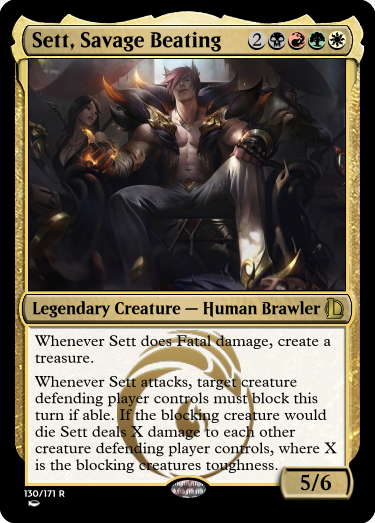 Sett, Savage Beating 2
Legendary Creature — Human Brawler
Whenever Sett does Fatal damage, create a
treasure.
Whenever Sett attacks, target creature
defending player controls must block this
turn if able. If the blocking creature would
die Sett deals X damage to each other
creature defending player controls, where X
is the blocking creatures toughness.
5/6
130/171 R